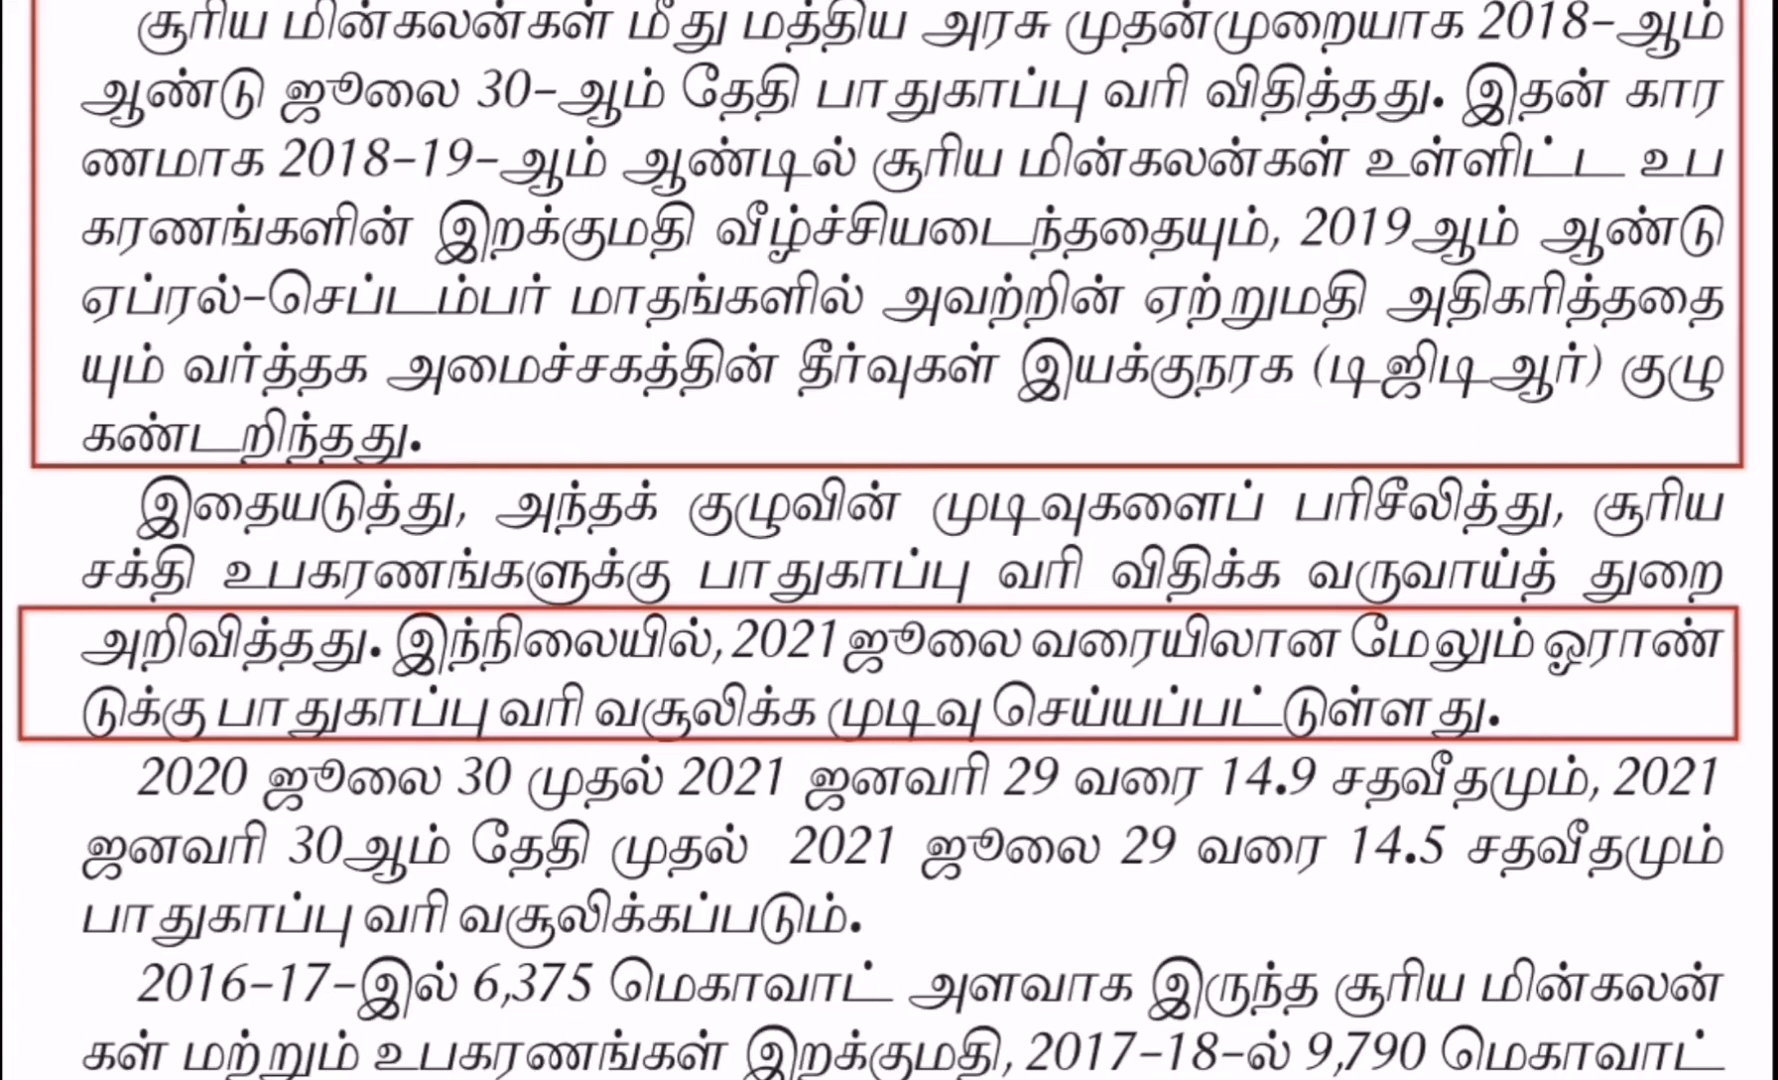 சூரிய மின்கலன்கள் மீது மத்திய அரசு முதன்முறையாக 2018-ஆம்
ஆண்டு ஜூலை 30-ஆம் தேதி பாதுகாப்பு வரி விதித்தது. இதன் கார
ணமாக 2018-19-ஆம் ஆண்டில் சூரிய மின்கலன்கள் உள்ளிட்ட உப
கரணங்களின் இறக்குமதி வீழ்ச்சியடைந்ததையும், 2019ஆம் ஆண்டு
ஏப்ரல்-செப்டம்பர் மாதங்களில் அவற்றின் ஏற்றுமதி அதிகரித்ததை
யும் வர்த்தக அமைச்சகத்தின் தீர்வுகள் இயக்குநரக (டிஜிடிஆர்) குழு
கண்டறிந்தது.
இதையடுத்து, அந்தக் குழுவின் முடிவுகளைப் பரிசீலித்து, சூரிய
சக்தி உபகரணங்களுக்கு பாதுகாப்பு வரி விதிக்க வருவாய்த் துறை
அறிவித்தது. இந்நிலையில், 2021 ஜூலை வரையிலான மேலும் ஓராண்
டுக்கு பாதுகாப்பு வரி வசூலிக்க முடிவு செய்யப்பட்டுள்ளது.
2020 ஜூலை 30 முதல் 2021 ஜனவரி 29 வரை 14.9 சதவீதமும், 2021
ஜனவரி 30ஆம் தேதி முதல் 2021 ஜூலை 29 வரை 14.5 சதவீதமும்
பாதுகாப்பு வரி வசூலிக்கப்படும்.
2016-17-இல் 6,375 மெகாவாட் அளவாக இருந்த சூரிய மின்கலன்
கள் மற்றும் உபகரணங்கள் இறக்குமதி, 2017-18-ல் 9,790 மெகாவாட்